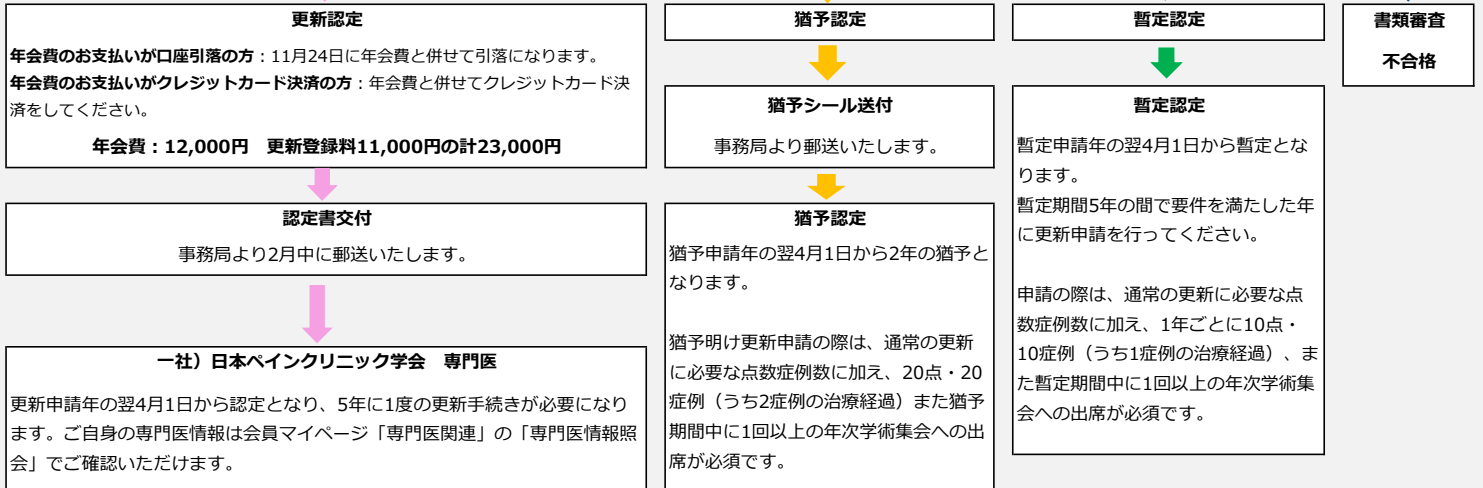 更新認定
年会費のお支払いが口座引落の方：11月24日に年会費と併せて引落になります。
年会費のお支払いがクレジットカード決済の方：年会費と併せてクレジットカード決
済をしてください。
年会費：12,000円　更新登録料11,000円の計23,000円
認定書交付
事務局より2月中に郵送いたします。
一社）日本ペインクリニック学会　専門医
更新申請年の翌4月1日から認定となり、5年に1度の更新手続きが必要になり
ます。ご自身の専門医情報は会員マイページ「専門医関連」の「専門医情報照
会」でご確認いただけます。
猶予認定
猶予シール送付
事務局より郵送いたします。
猶予認定
猶予申請年の翌4月1日から2年の猶予と
なります。
猶予明け更新申請の際は、通常の更新
に必要な点数症例数に加え、20点・20
症例（うち2症例の治療経過）また猶予
期間中に1回以上の年次学術集会への出
席が必須です。
暫定認定
暫定認定
暫定申請年の翌4月1日から暫定とな
ります。
暫定期間5年の間で要件を満たした年
に更新申請を行ってください。
申請の際は、通常の更新に必要な点
数症例数に加え、1年ごとに10点・
10症例（うち1症例の治療経過）、ま
た暫定期間中に1回以上の年次学術集
会への出席が必須です。
書類審査
不合格